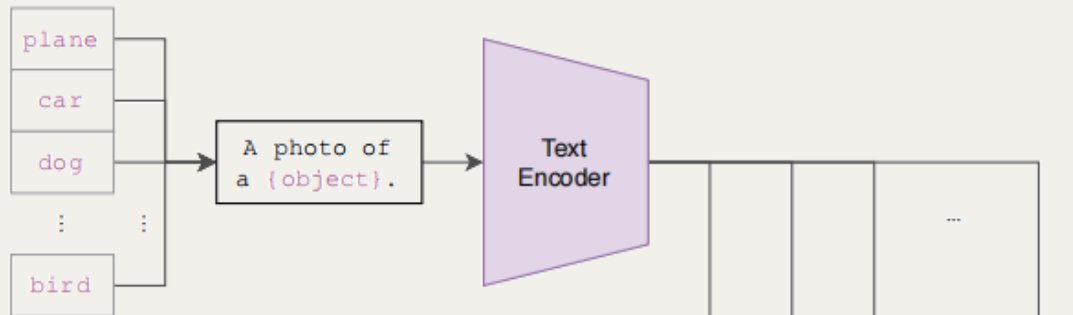 plane
car
dog
⋮ ⋮
bird
A photo of
a {object}.
Text
Encoder
...